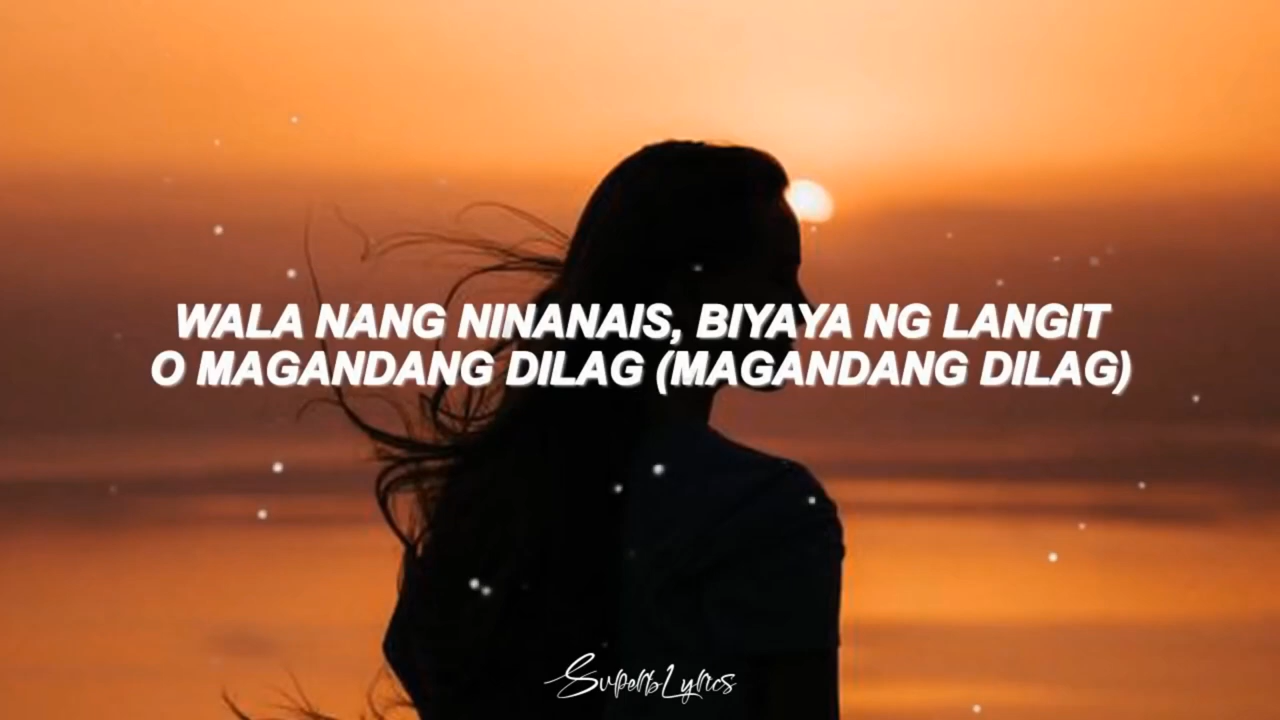 WALA NANG NINANAIS, BIYAYA NG LANGIT
O MAGANDANG DILAG (MAGANDANG DILAG)
SuperbLyrics